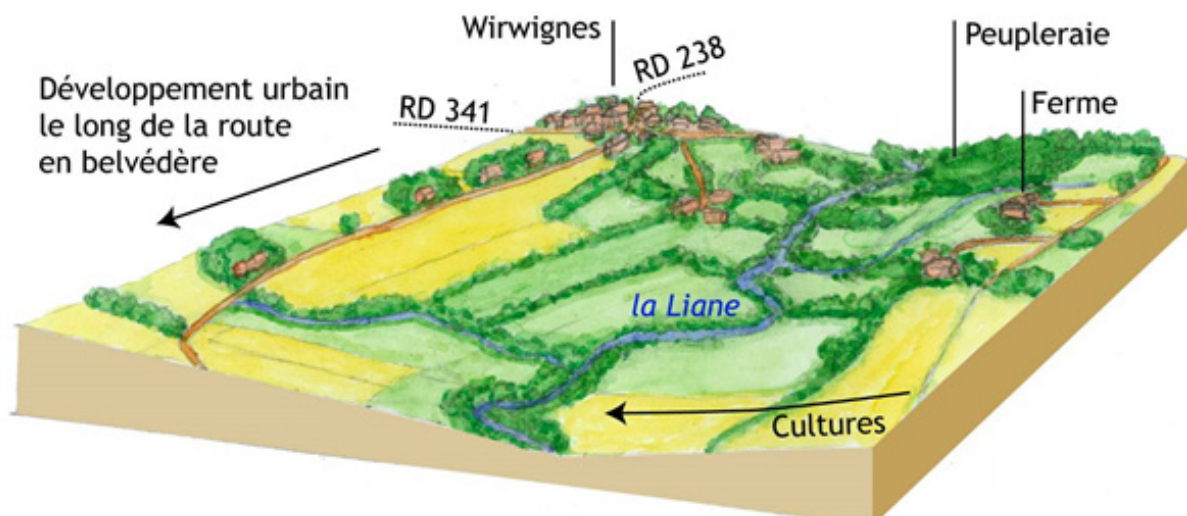 Wirwignes
RD 238
Peupleraie
Développement urbain
le long de la route
en belvédère
RD 341
Ferme
la Liane
Cultures